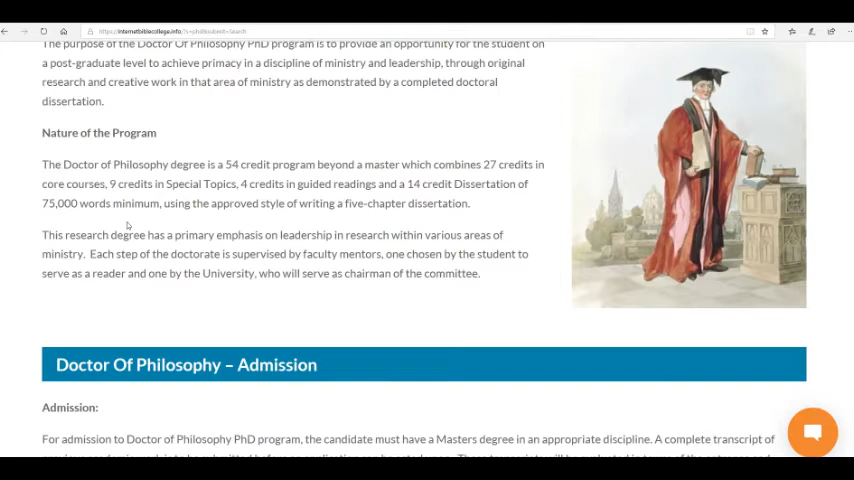 https://internetbiblecollege.info/?s=phd&submit=Search
The purpose of the Doctor Of Philosophy PhD program is to provide an opportunity for the student on
a post-graduate level to achieve primacy in a discipline of ministry and leadership, through original
research and creative work in that area of ministry as demonstrated by a completed doctoral
dissertation.
Nature of the Program
The Doctor of Philosophy degree is a 54 credit program beyond a master which combines 27 credits in
core courses, 9 credits in Special Topics, 4 credits in guided readings and a 14 credit Dissertation of
75,000 words minimum, using the approved style of writing a five-chapter dissertation.
This research degree has a primary emphasis on leadership in research within various areas of
ministry. Each step of the doctorate is supervised by faculty mentors, one chosen by the student to
serve as a reader and one by the University, who will serve as chairman of the committee.
Doctor Of Philosophy – Admission
Admission:
For admission to Doctor of Philosophy PhD program, the candidate must have a Masters degree in an appropriate discipline. A complete transcript of